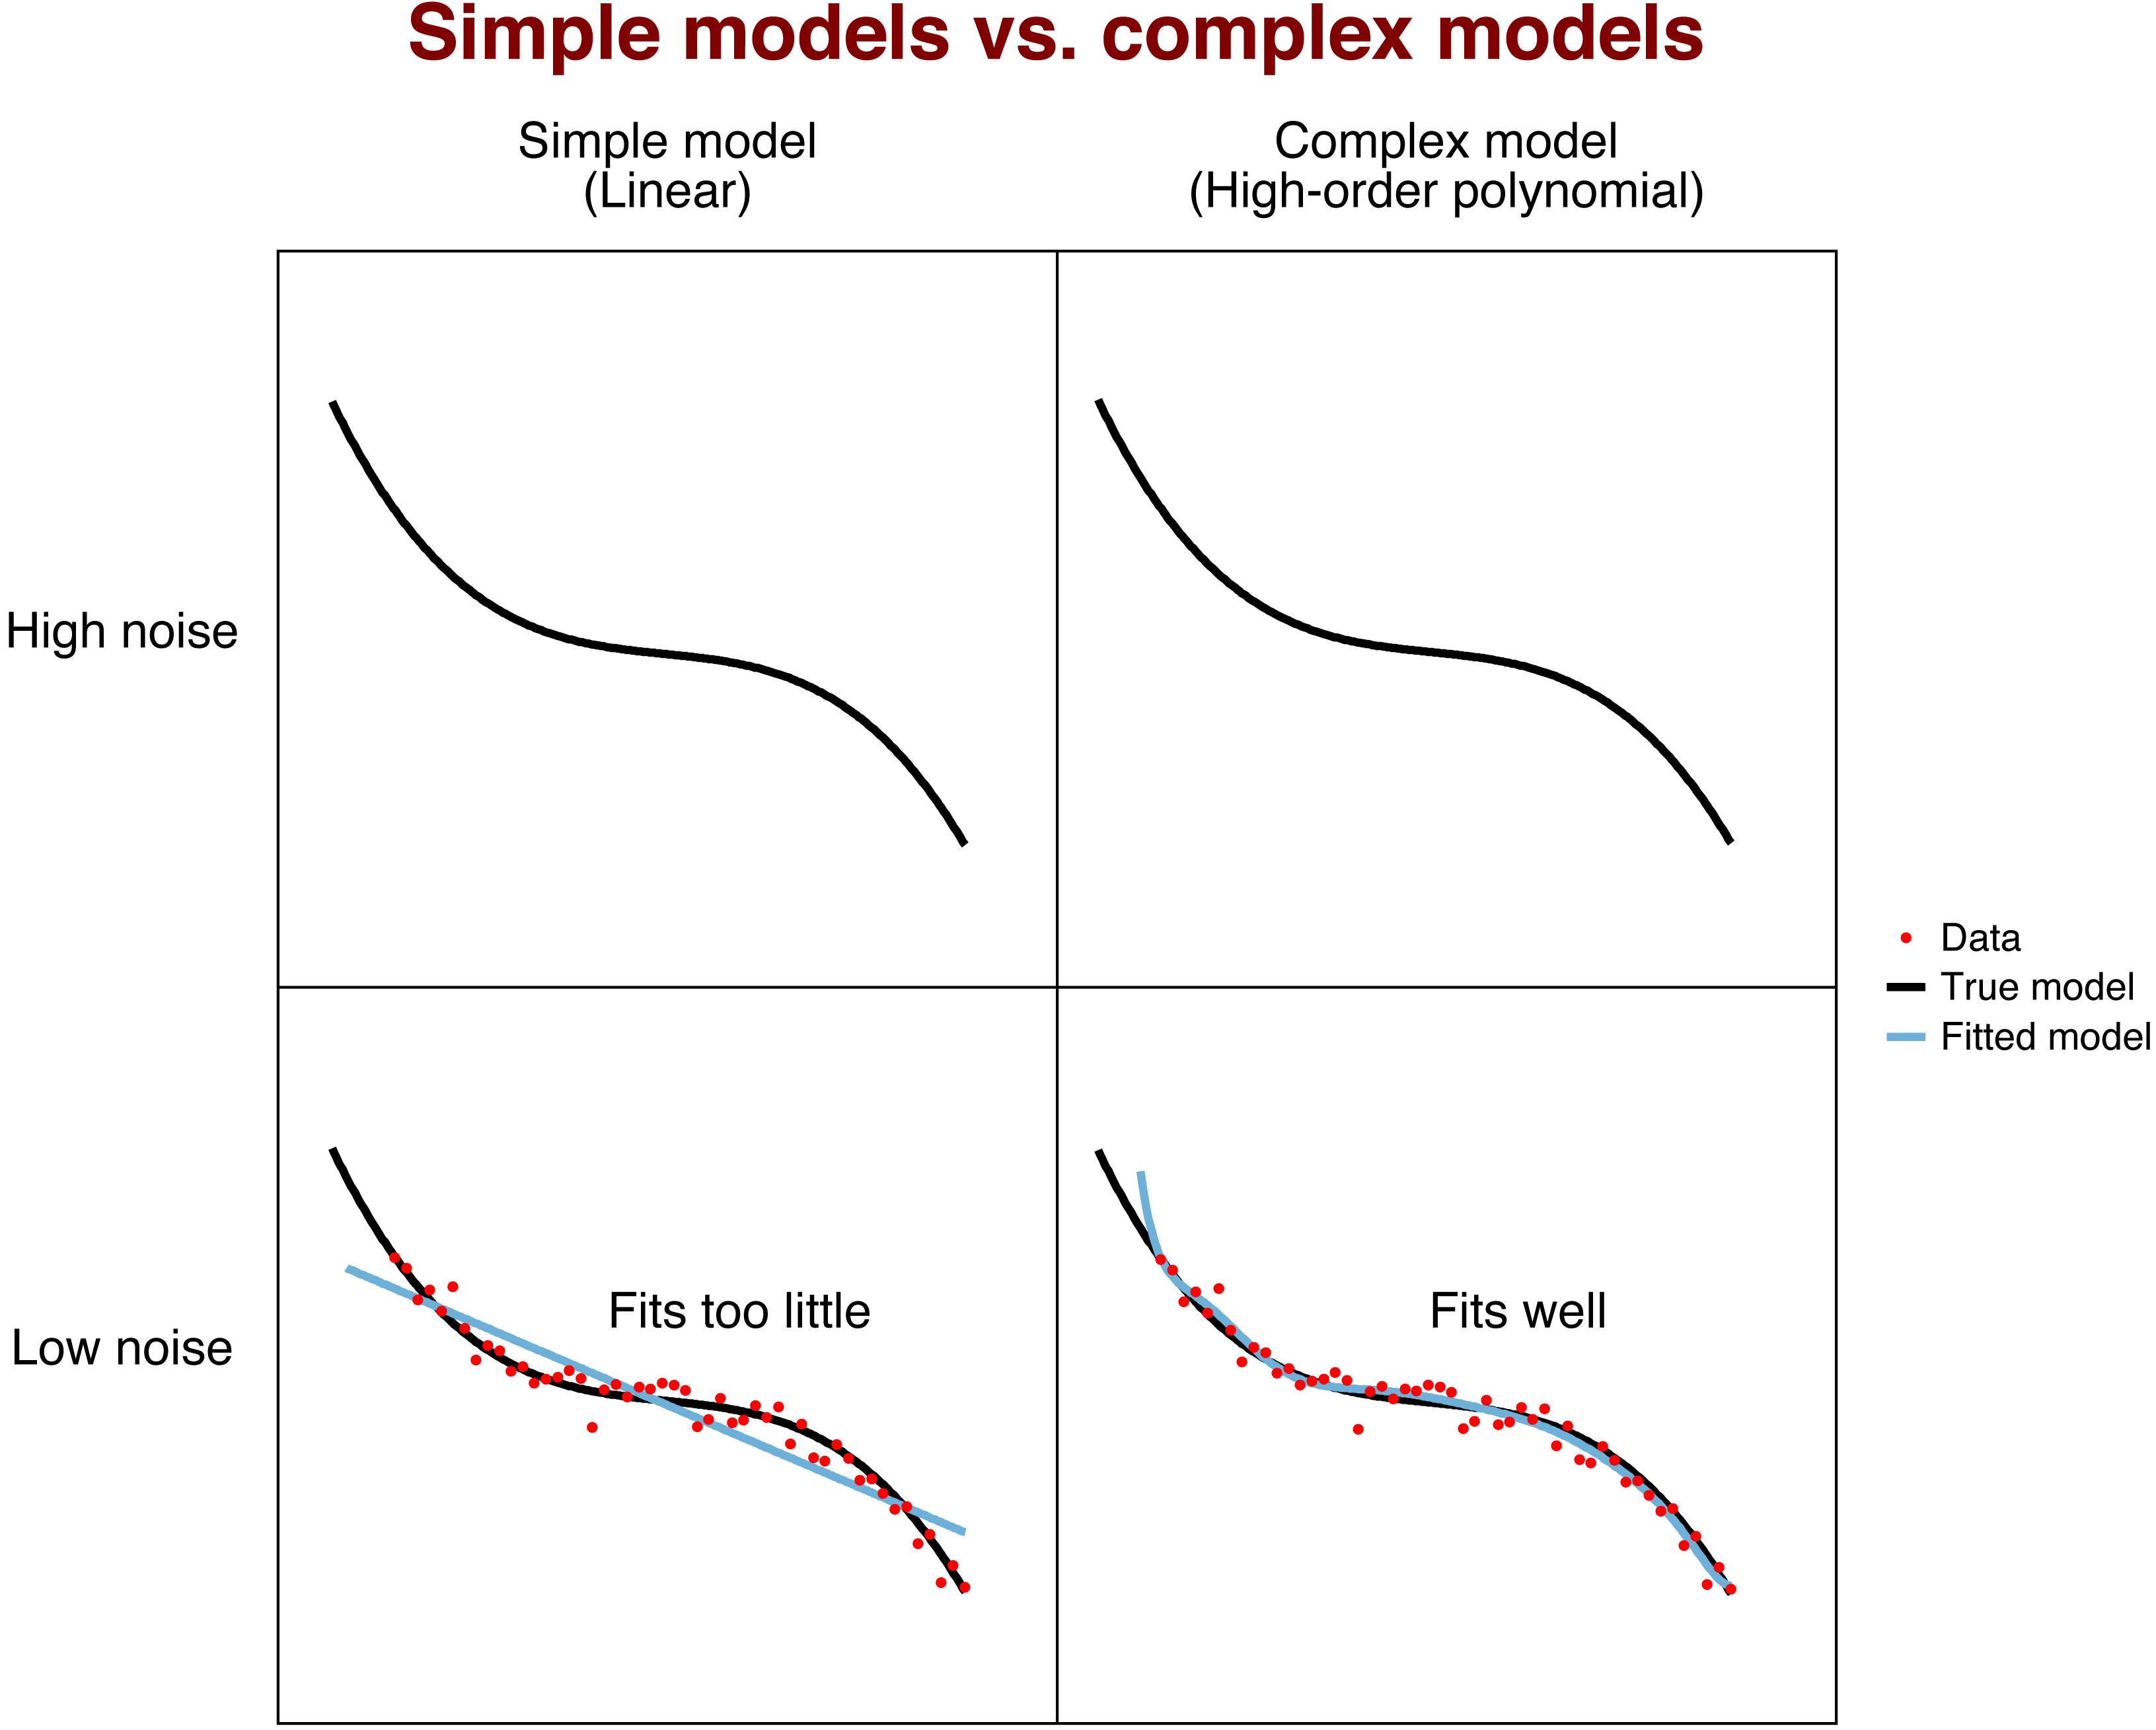 Simple models vs. complex models
Simple model
(Linear)
Complex model
(High-order polynomial)
High noise
Data
True model
Fitted model
Fits too little
Fits well
Low noise